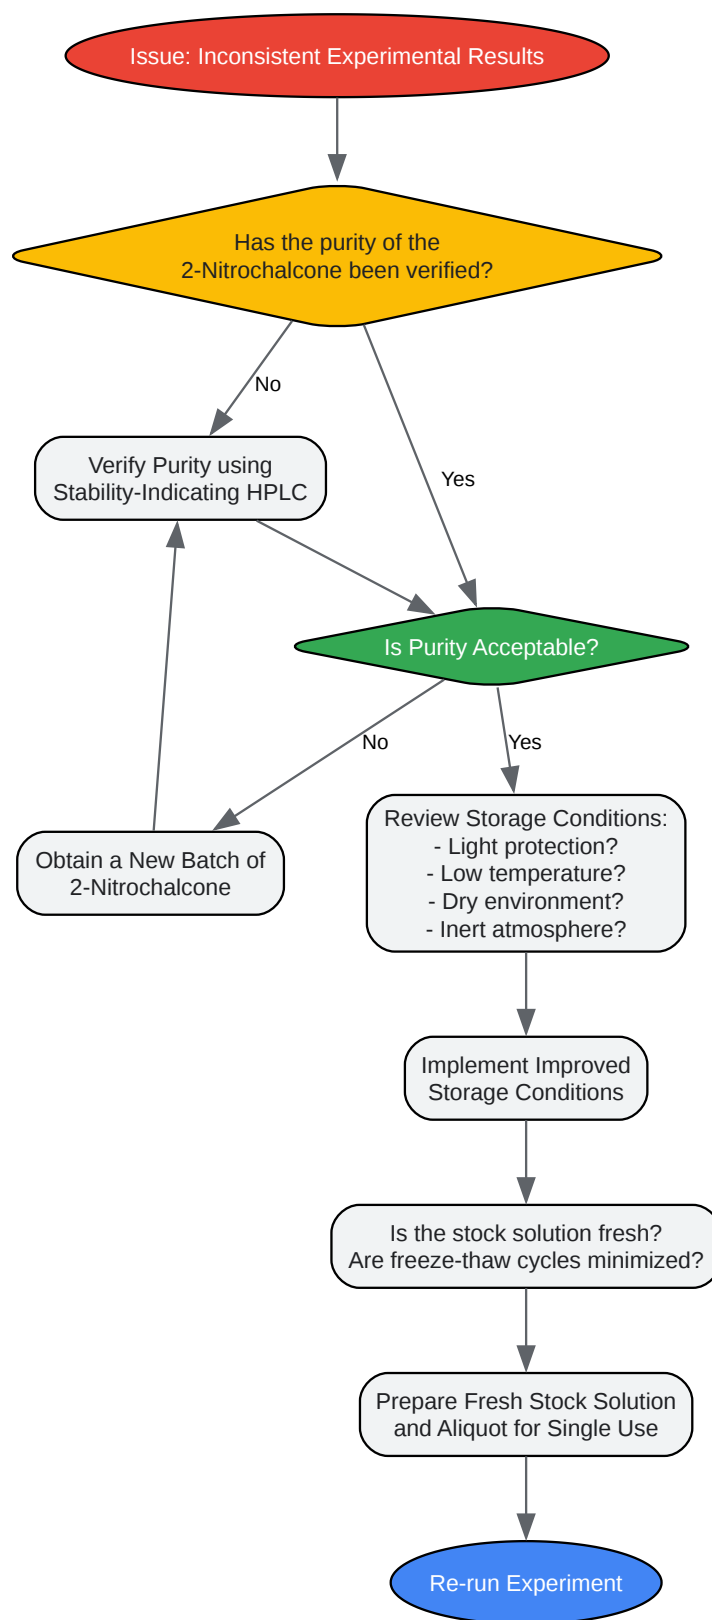 Issue: Inconsistent Experimental Results
Has the purity of the
2-Nitrochalcone been verified?
No
Verify Purity using
Stability-Indicating HPLC
Yes
Is Purity Acceptable?
No
Yes
Obtain a New Batch of
2-Nitrochalcone
Review Storage Conditions:
- Light protection?
- Low temperature?
- Dry environment?
- Inert atmosphere?
Implement Improved
Storage Conditions
Is the stock solution fresh?
Are freeze-thaw cycles minimized?
Prepare Fresh Stock Solution
and Aliquot for Single Use
Re-run Experiment